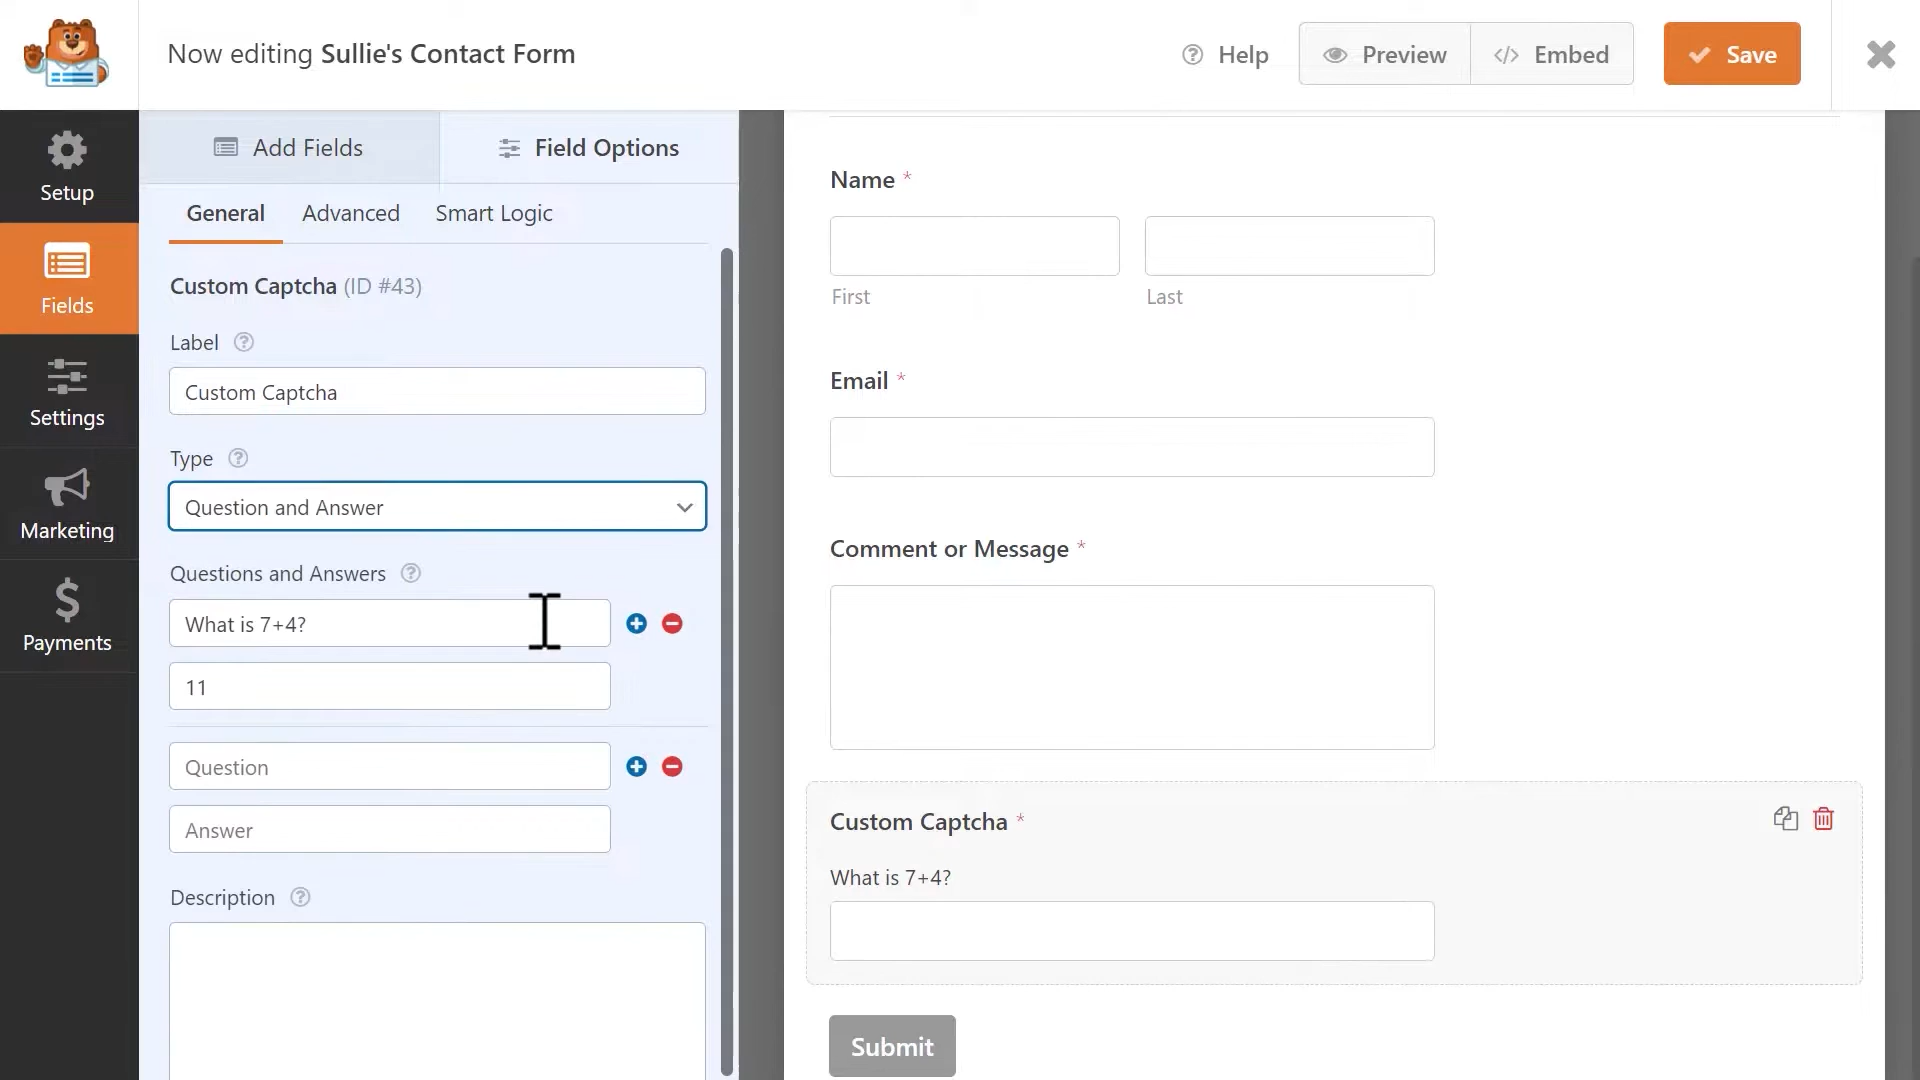 Now editing Sullie's Contact Form
Help
Preview
Embed
Save
Setup
Fields
Settings
Marketing
Payments
Add Fields
Field Options
General
Advanced
Smart Logic
Custom Captcha (ID #43)
Label
Custom Captcha
Type
Question and Answer
Questions and Answers
What is 7+4?
11
Question
Answer
Description
Name *
First
Last
Email *
Comment or Message *
Custom Captcha *
What is 7+4?
Submit